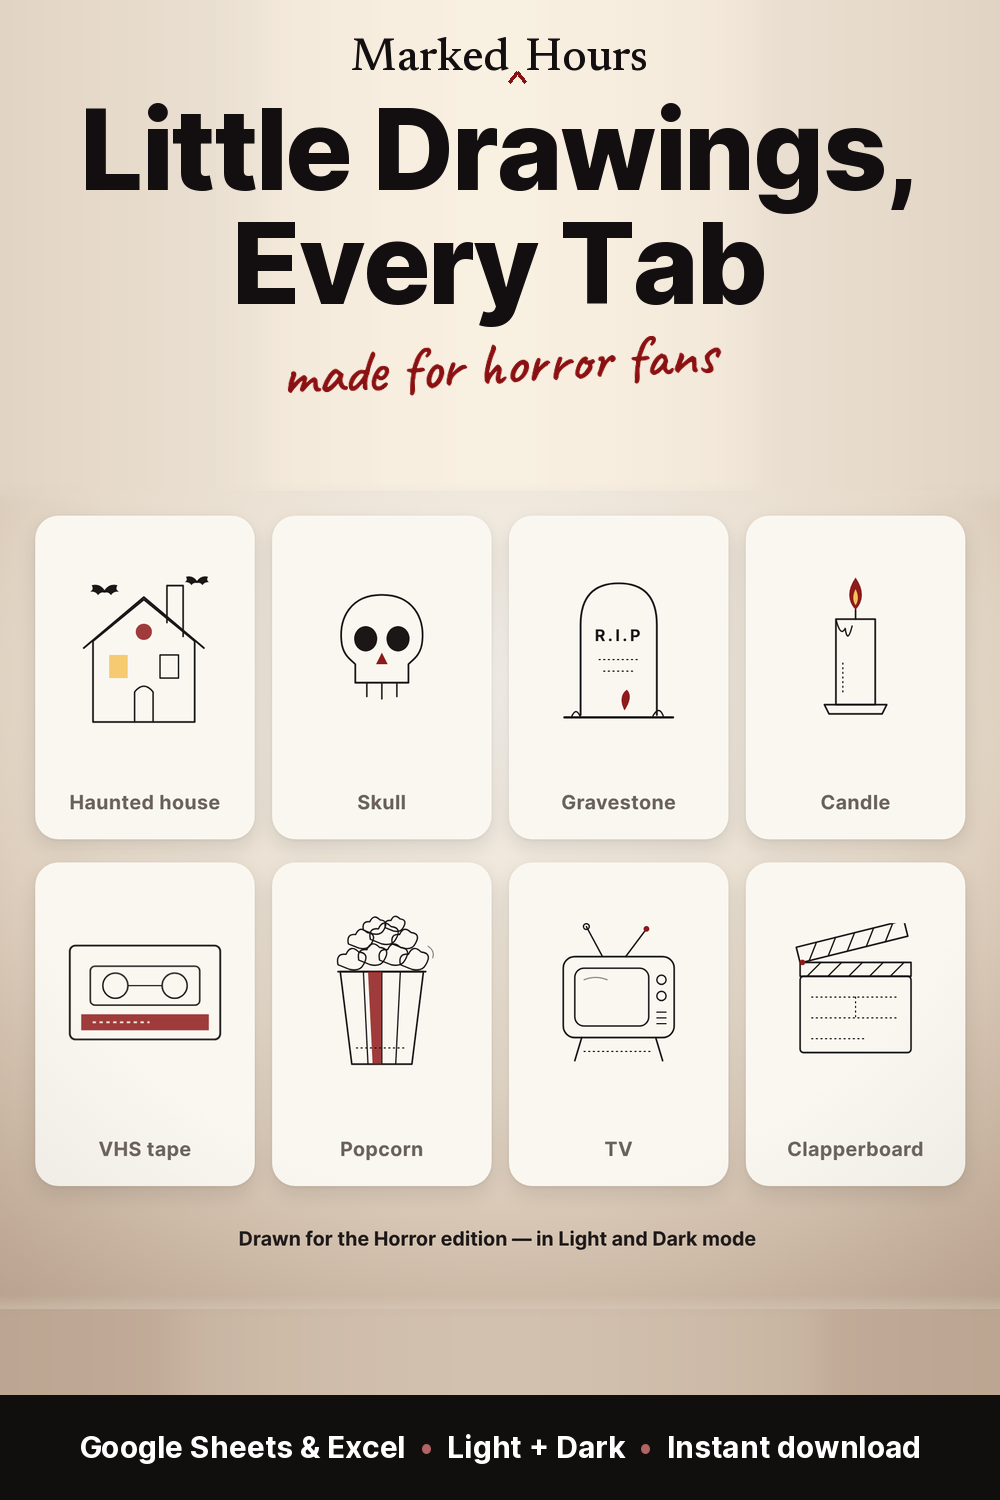 Marked Hours
Little Drawings,
Every Tab
made for horror fans
R.I.P
Haunted house
Skull
Gravestone
Candle
VHS tape
Popcorn
TV
Clapperboard
Drawn for the Horror edition — in Light and Dark mode
Google Sheets & Excel • Light + Dark • Instant download